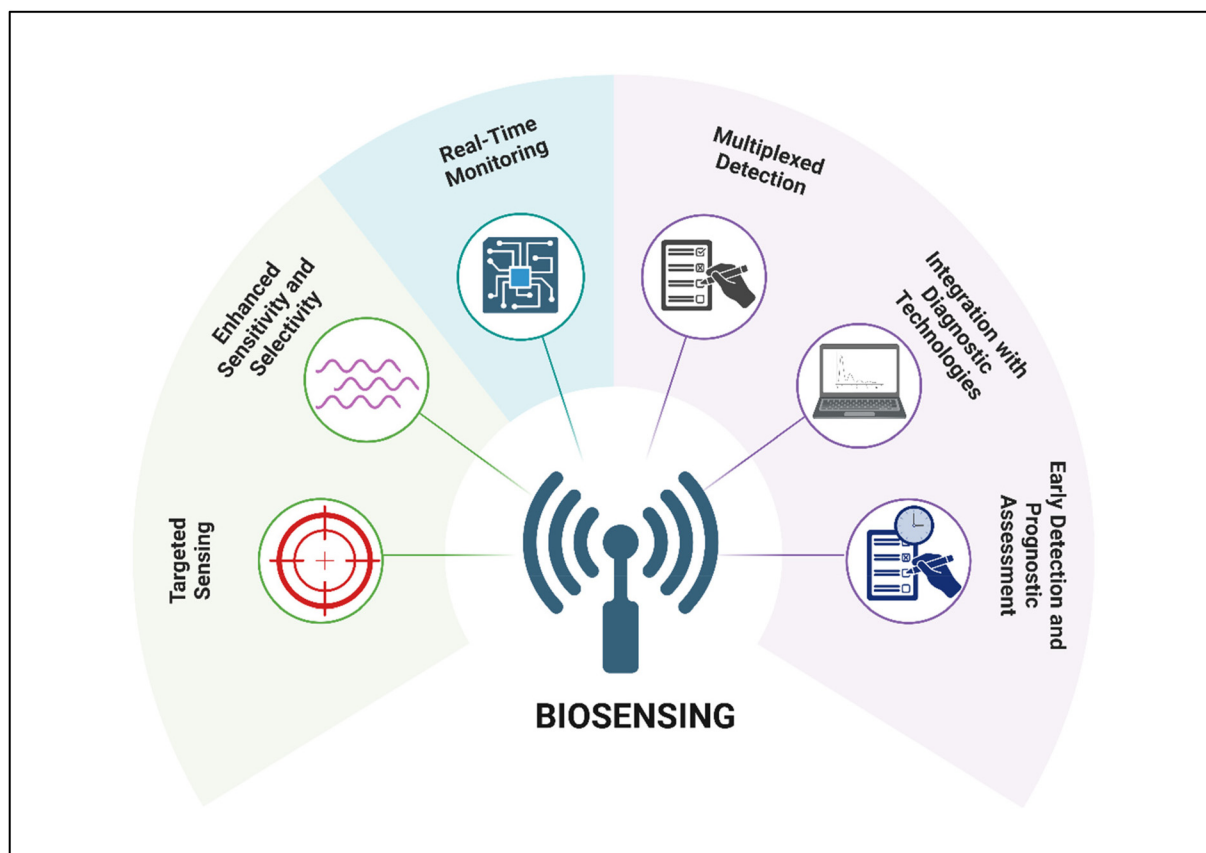 Targeted
Sensing
Enhanced
Sensitivity and
Selectivity
Real-Time
Monitoring
Multiplexed
Detection
Integration with
Diagnostic
Technologies
Early Detection and
Prognostic
Assessment
BIOSENSING